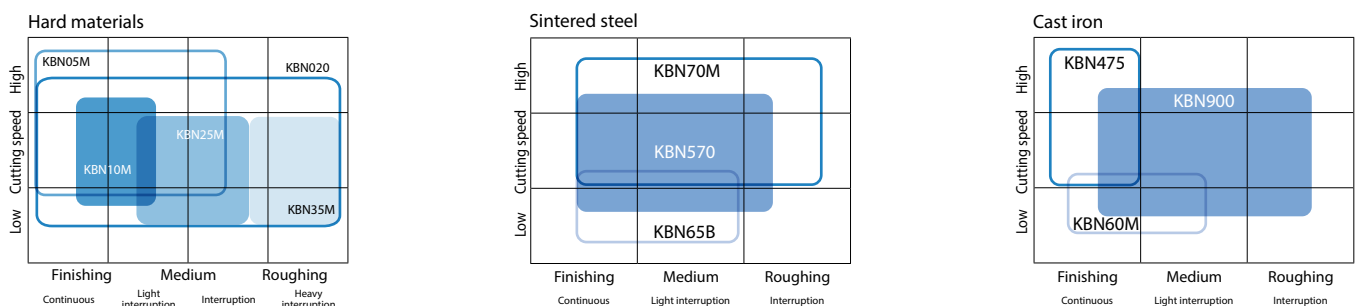 Hard materials
High
Cutting speed
Low
KBN05M
KBN020
KBN25M
KBN10M
KBN35M
Finishing
Medium
Roughing
Continuous
Light
interruption
Interruption
Heavy
interruption
Sintered steel
High
Cutting speed
Low
KBN70M
KBN570
KBN65B
Finishing
Medium
Roughing
Continuous
Light interruption
Interruption
Cast iron
High
Cutting speed
Low
KBN475
KBN900
KBN60M
Finishing
Medium
Roughing
Continuous
Light interruption
Interruption